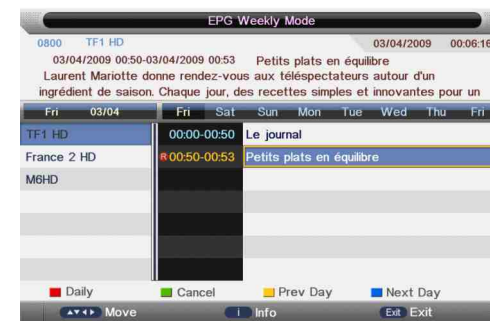 EPG Weekly Mode
0800 TF1 HD 03/04/2009 00:06:16
03/04/2009 00:50-03/04/2009 00:53 Petits plats en équilibre
Laurent Mariotte donne rendez-vous aux téléspectateurs autour d'un
ingrédient de saison. Chaque jour, des recettes simples et innovantes pour un
Fri 03/04 Fri Sat Sun Mon Tue Wed Thu Fri
TF1 HD 00:00-00:50 Le journal
France 2 HD R 00:50-00:53 Petits plats en équilibre
M6HD
Daily Cancel Prev Day Next Day
Move i Info Exit Exit